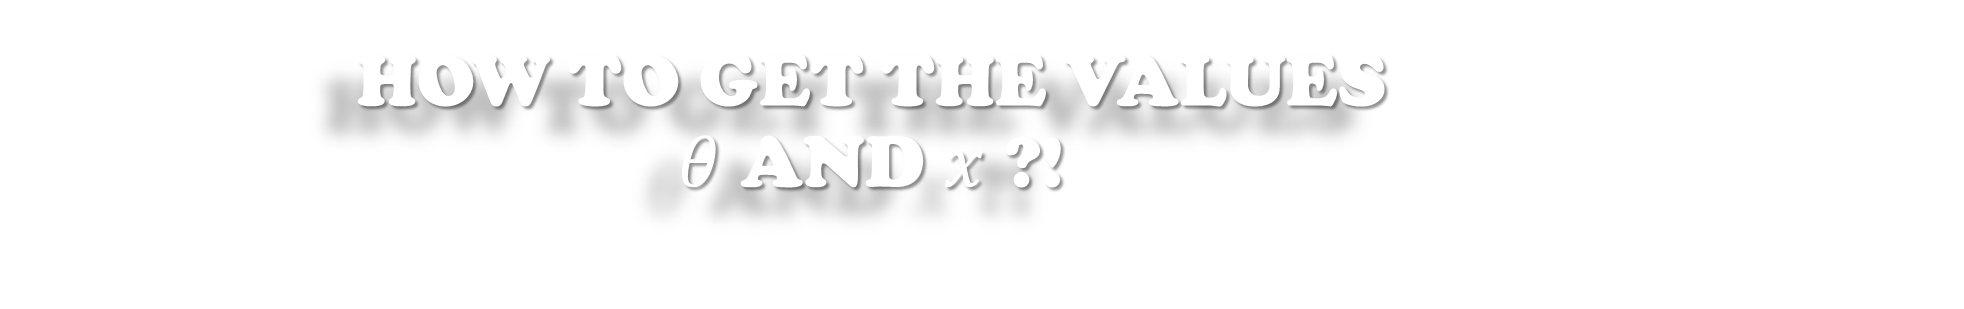 HOW TO GET THE VALUES
θ AND x ?!